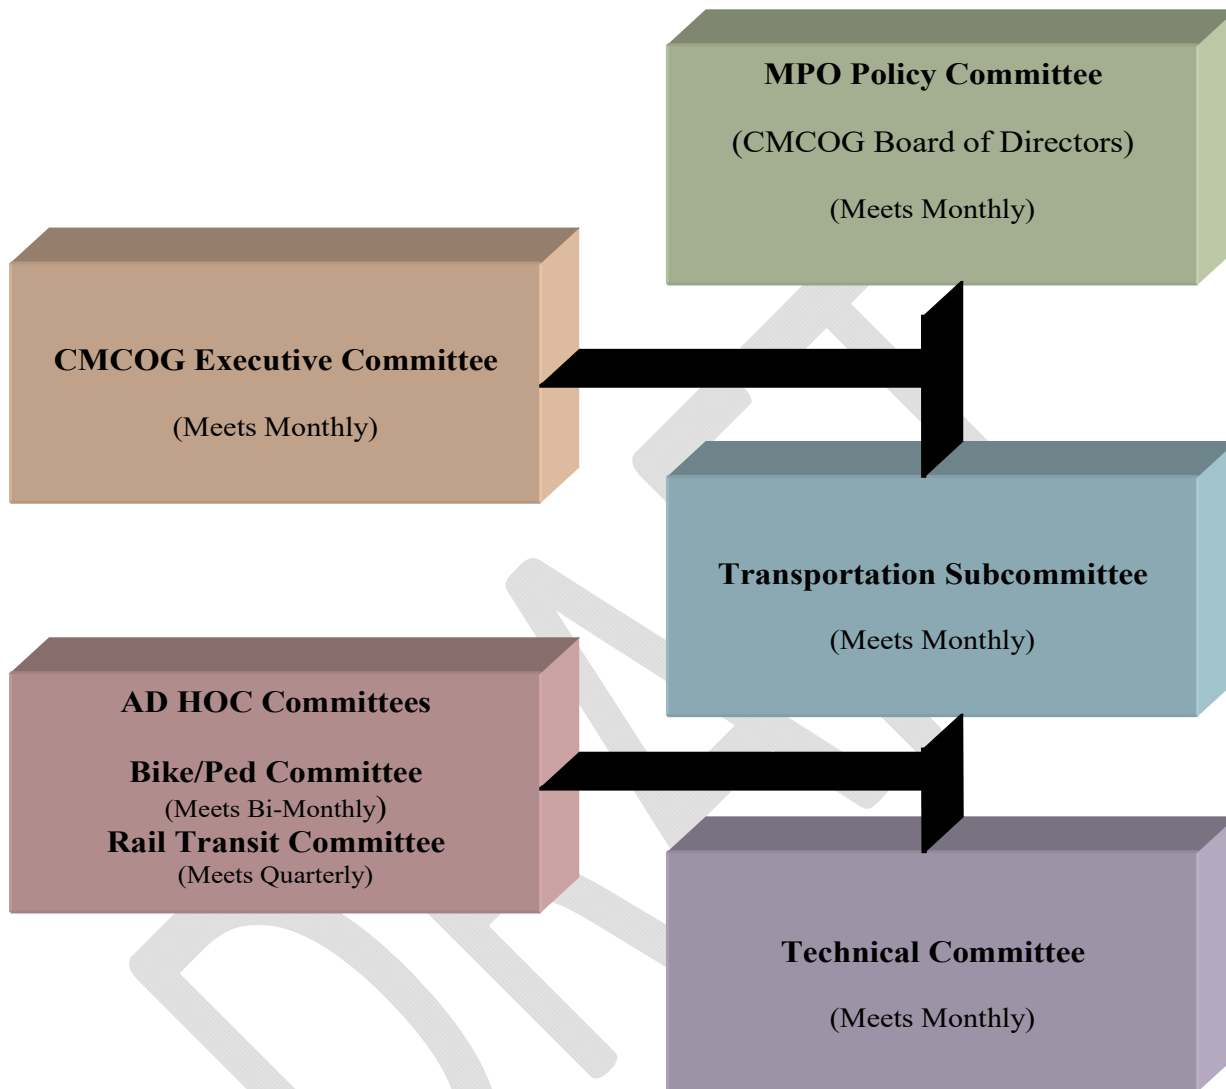 MPO Policy Committee
(CMCOG Board of Directors)
(Meets Monthly)
CMCOG Executive Committee
(Meets Monthly)
Transportation Subcommittee
(Meets Monthly)
AD HOC Committees
Bike/Ped Committee
(Meets Bi-Monthly)
Rail Transit Committee
(Meets Quarterly)
Technical Committee
(Meets Monthly)
DRAFT